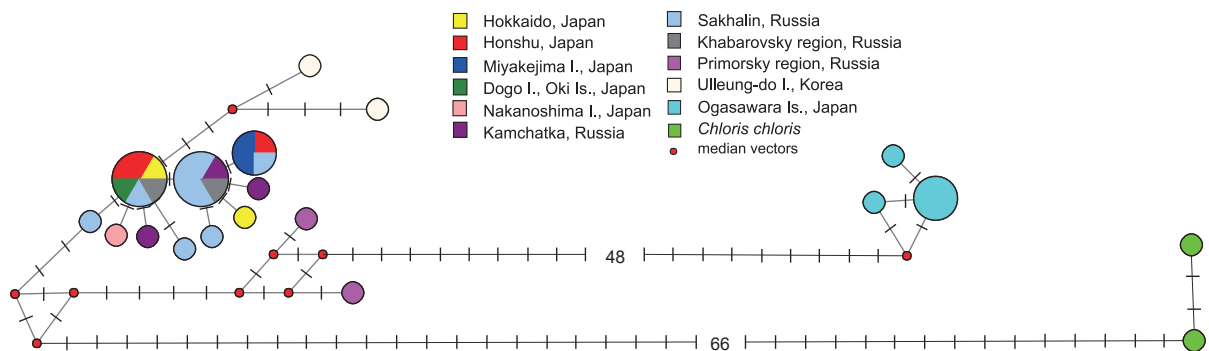 Hokkaido, Japan
Honshu, Japan
Miyakejima I., Japan
Dogo I., Oki Is., Japan
Nakanoshima I., Japan
Kamchatka, Russia
Sakhalin, Russia
Khabarovsky region, Russia
Primorsky region, Russia
Ulleung-do I., Korea
Ogasawara Is., Japan
Chloris chloris
median vectors
48
66